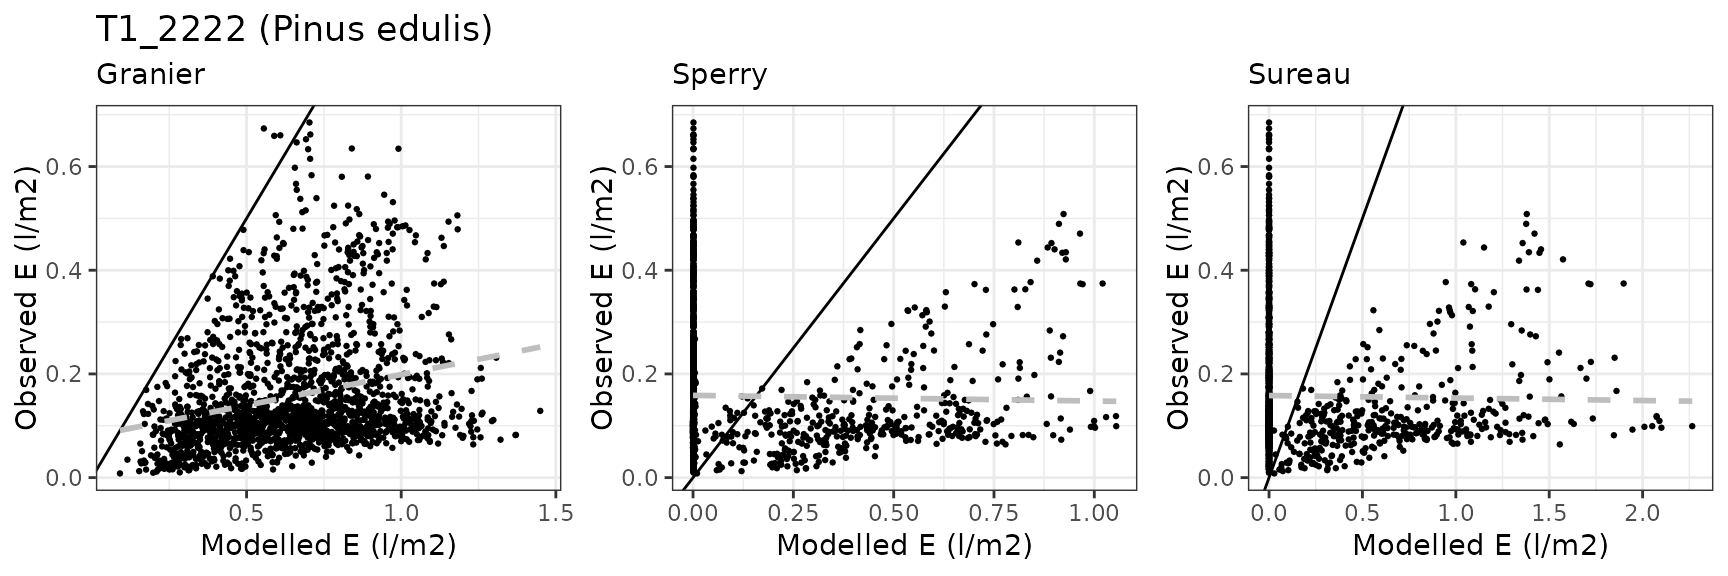 T1_2222 (Pinus edulis)
Granier
Observed E (l/m2)
0.6
0.4
0.2
0.0
0.5 1.0 1.5
Modelled E (l/m2)
Sperry
Observed E (l/m2)
0.6
0.4
0.2
0.0
0.00 0.25 0.50 0.75 1.00
Modelled E (l/m2)
Sureau
Observed E (l/m2)
0.6
0.4
0.2
0.0
0.0 0.5 1.0 1.5 2.0
Modelled E (l/m2)